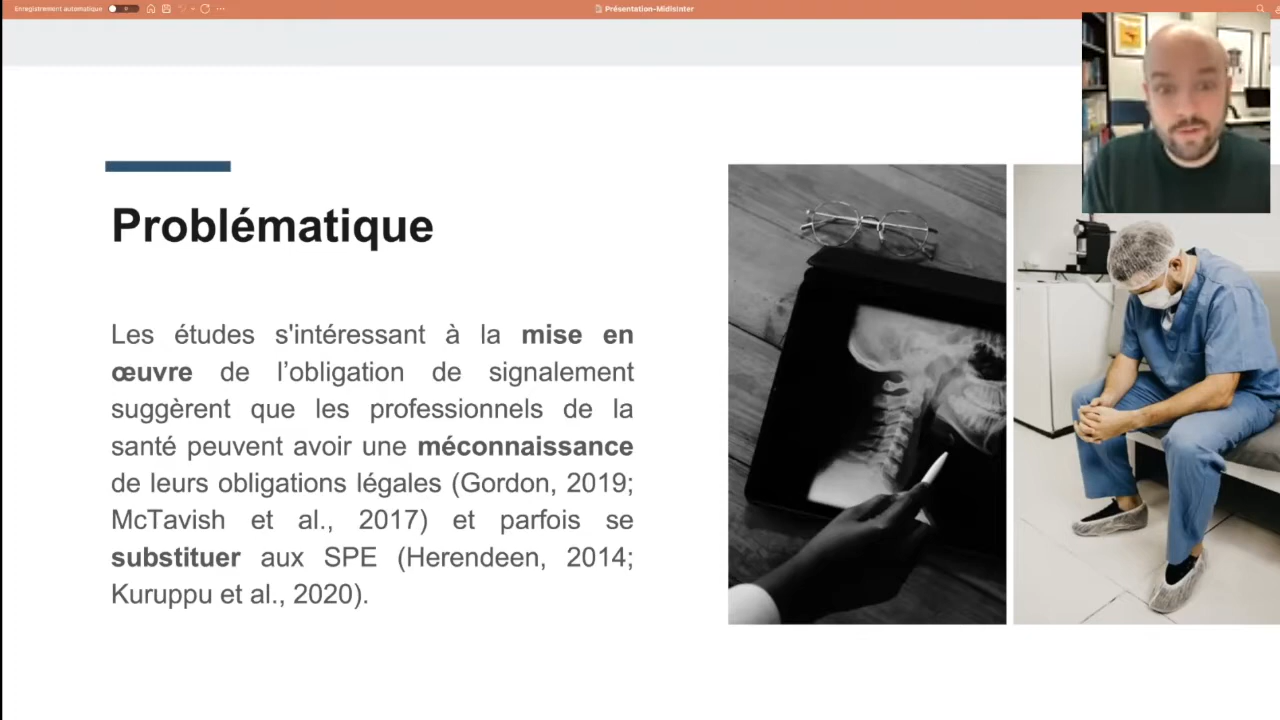 Enregistrement automatique
Présentation-MidisInter
Problématique
Les études s'intéressant à la mise en
œuvre de l’obligation de signalement
suggèrent que les professionnels de la
santé peuvent avoir une méconnaissance
de leurs obligations légales (Gordon, 2019;
McTavish et al., 2017) et parfois se
substituer aux SPE (Herendeen, 2014;
Kuruppu et al., 2020).